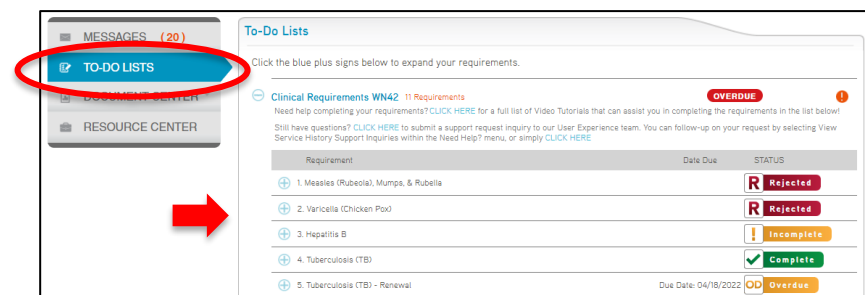 MESSAGES (20)
TO-DO LISTS
DOCUMENT CENTER
RESOURCE CENTER
To-Do Lists
Click the blue plus signs below to expand your requirements.
Clinical Requirements WN42 11 Requirements OVERDUE !
Need help completing your requirements? CLICK HERE for a full list of Video Tutorials that can assist you in completing the requirements in the list below!
Still have questions? CLICK HERE to submit a support request inquiry to our User Experience team. You can follow-up on your request by selecting View
Service History Support Inquiries within the Need Help? menu, or simply CLICK HERE
Requirement Date Due STATUS
1. Measles (Rubeola), Mumps, & Rubella R Rejected
2. Varicella (Chicken Pox) R Rejected
3. Hepatitis B ! Incomplete
4. Tuberculosis (TB) Complete
5. Tuberculosis (TB) - Renewal Due Date: 04/18/2022 OD Overdue